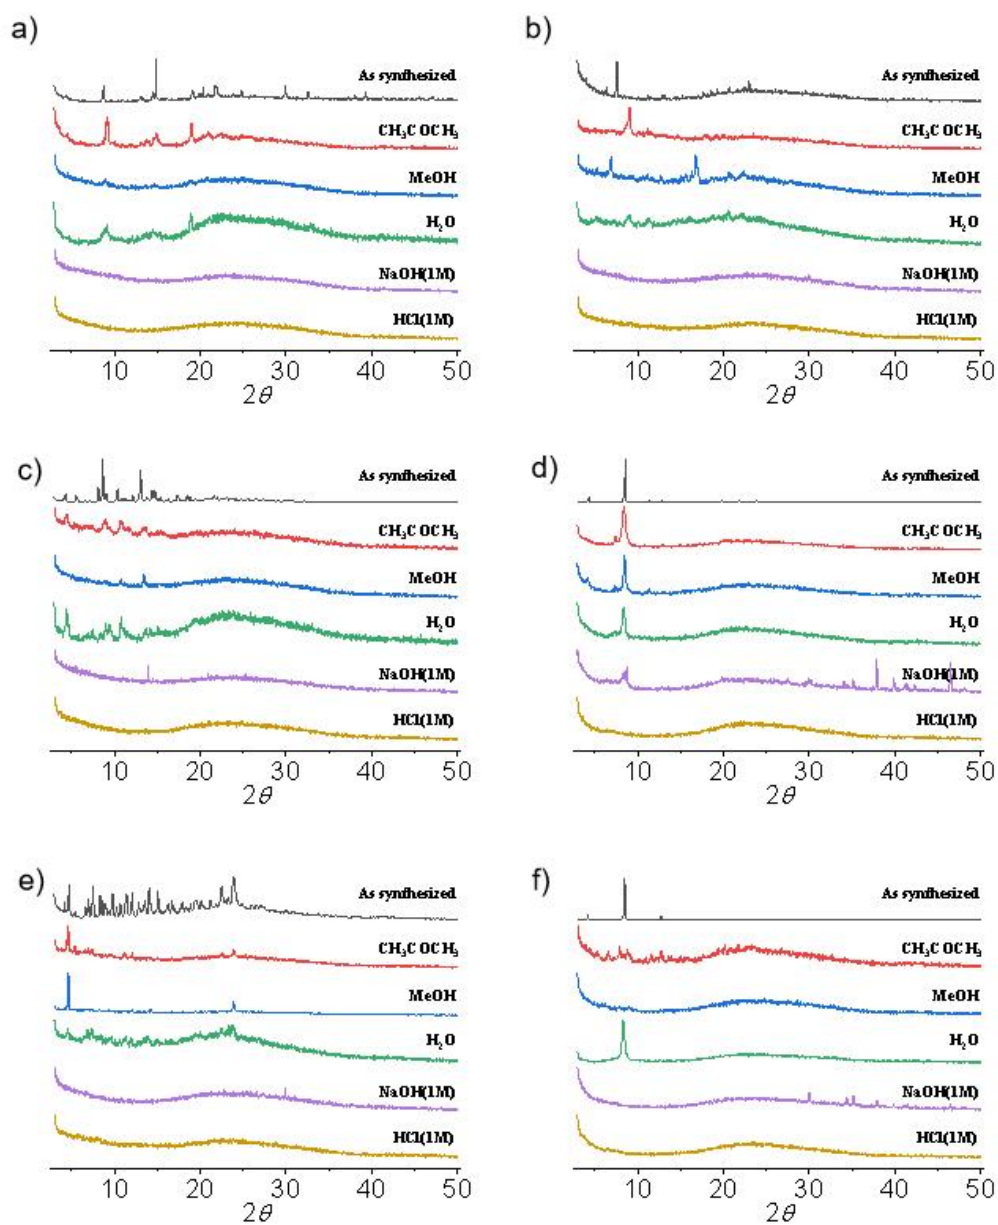 a)
As synthesized
CH₃COCH₃
MeOH
H₂O
NaOH(1M)
HCl(1M)
10 20 30 40 50
2θ
b)
As synthesized
CH₃COCH₃
MeOH
H₂O
NaOH(1M)
HCl(1M)
10 20 30 40 50
2θ
c)
As synthesized
CH₃COCH₃
MeOH
H₂O
NaOH(1M)
HCl(1M)
10 20 30 40 50
2θ
d)
As synthesized
CH₃COCH₃
MeOH
H₂O
NaOH(1M)
HCl(1M)
10 20 30 40 50
2θ
e)
As synthesized
CH₃COCH₃
MeOH
H₂O
NaOH(1M)
HCl(1M)
10 20 30 40 50
2θ
f)
As synthesized
CH₃COCH₃
MeOH
H₂O
NaOH(1M)
HCl(1M)
10 20 30 40 50
2θ